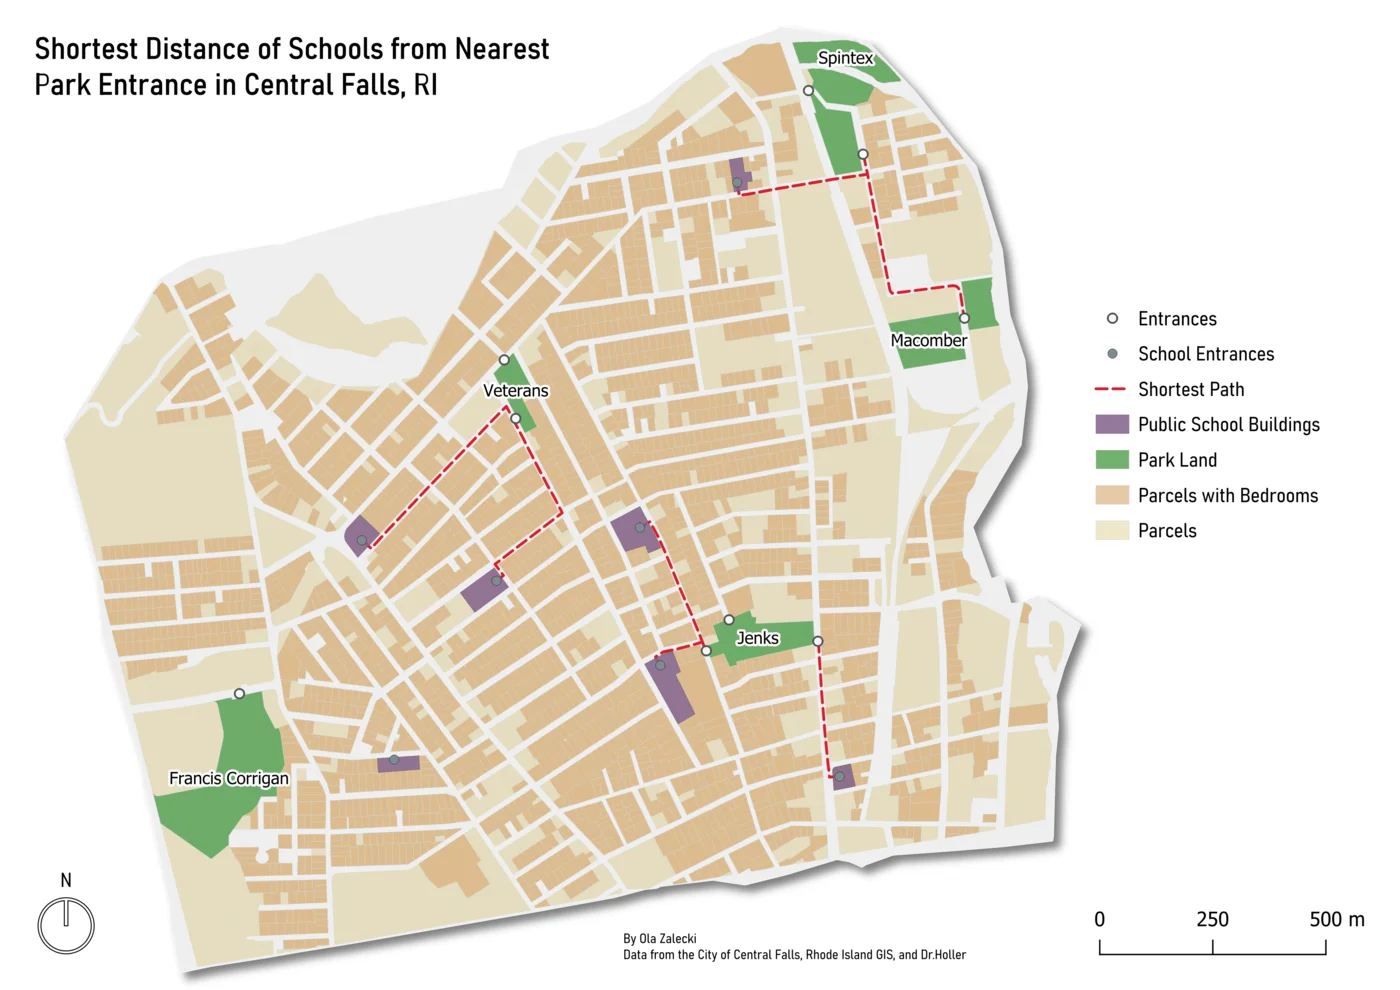 Shortest Distance of Schools from Nearest
Park Entrance in Central Falls, RI
Spintex
Macomber
Veterans
Jenks
Francis Corrigan
Entrances
School Entrances
Shortest Path
Public School Buildings
Park Land
Parcels with Bedrooms
Parcels
N
0 250 500 m
By Ola Zalecki
Data from the City of Central Falls, Rhode Island GIS, and Dr.Holler